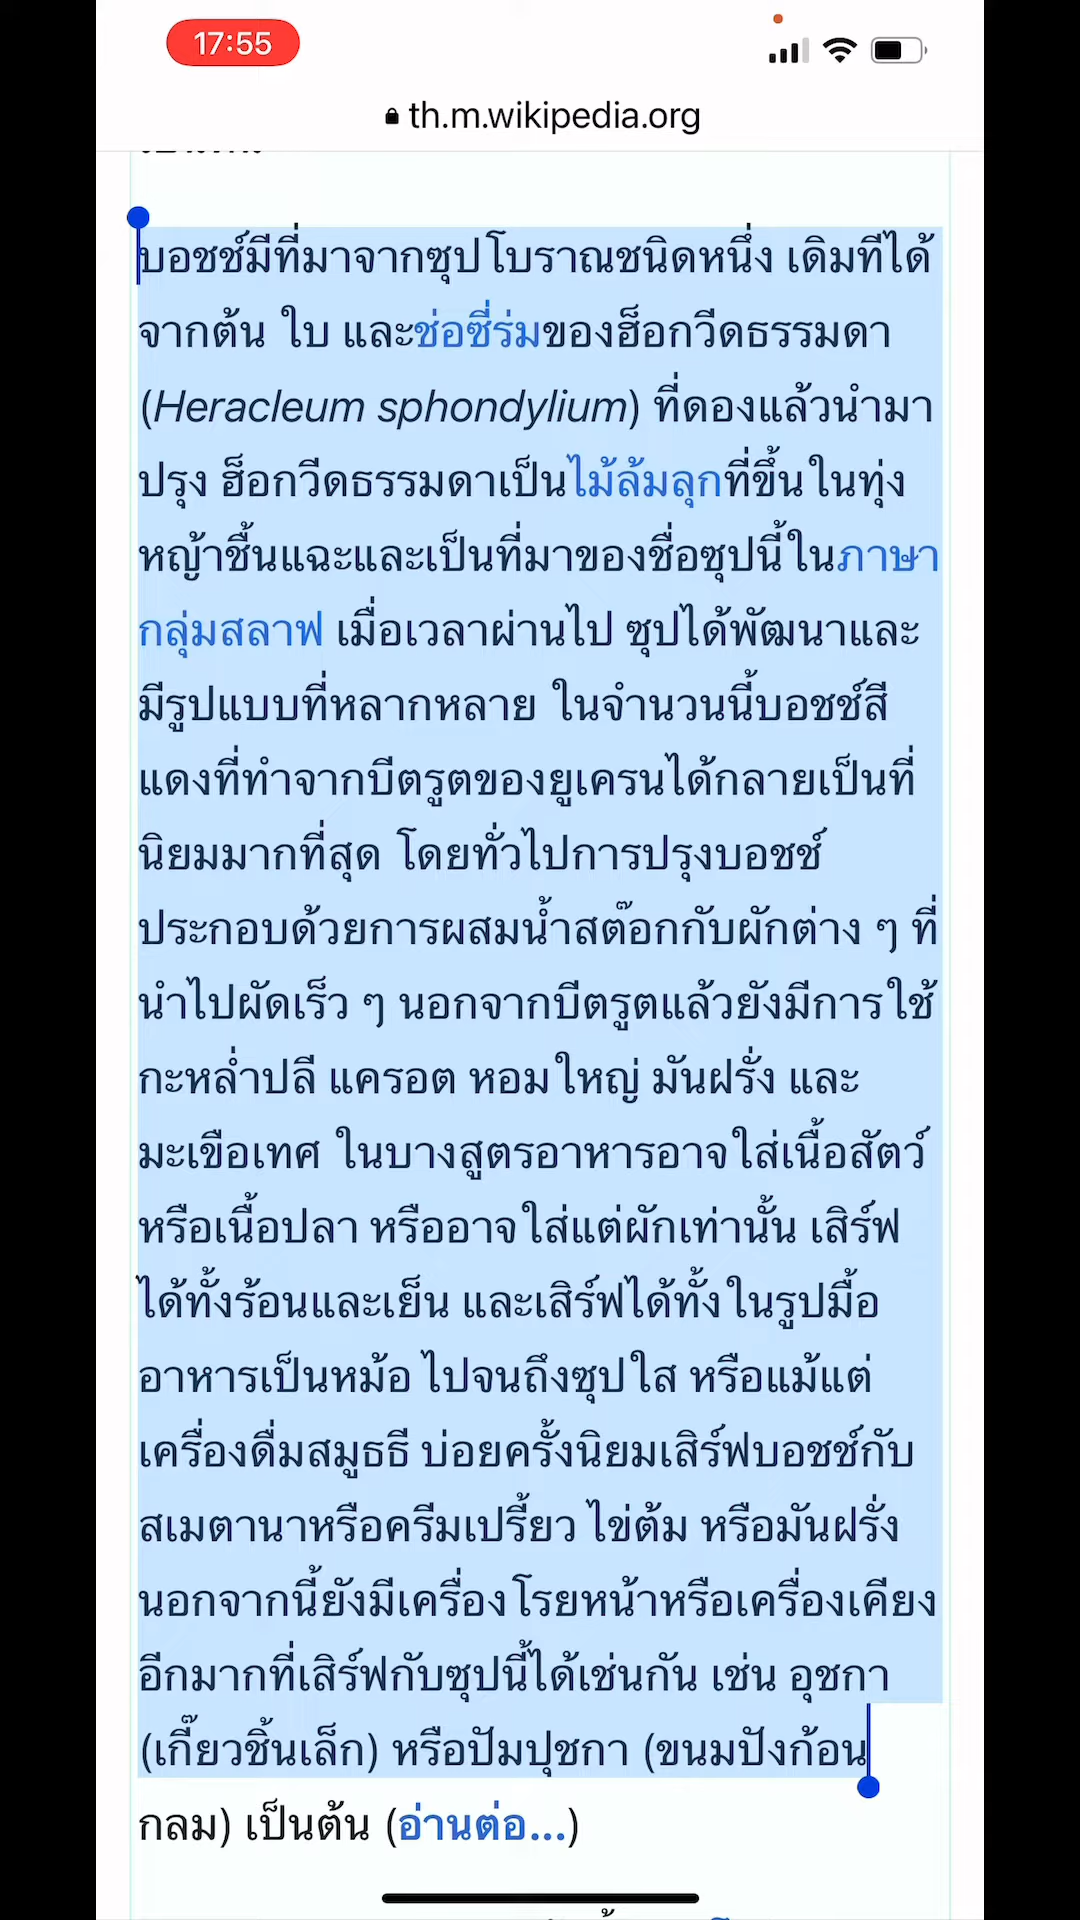 17:55
th.m.wikipedia.org
บอชช์มีที่มาจากซุปโบราณชนิดหนึ่ง เดิมทีได้
จากต้น ใบ และช่อซี่ร่มของฮ็อกวีดธรรมดา
(Heracleum sphondylium) ที่ดองแล้วนำมา
ปรุง ฮ็อกวีดธรรมดาเป็นไม้ล้มลุกที่ขึ้นในทุ่ง
หญ้าชื้นแฉะและเป็นที่มาของชื่อซุปนี้ในภาษา
กลุ่มสลาฟ เมื่อเวลาผ่านไป ซุปได้พัฒนาและ
มีรูปแบบที่หลากหลาย ในจำนวนนี้บอชช์สี
แดงที่ทำจากบีตรูตของยูเครนได้กลายเป็นที่
นิยมมากที่สุด โดยทั่วไปการปรุงบอชช์
ประกอบด้วยการผสมน้ำสต๊อกกับผักต่าง ๆ ที่
นำไปผัดเร็ว ๆ นอกจากบีตรูตแล้วยังมีการใช้
กะหล่ำปลี แครอต หอมใหญ่ มันฝรั่ง และ
มะเขือเทศ ในบางสูตรอาหารอาจใส่เนื้อสัตว์
หรือเนื้อปลา หรืออาจใส่แต่ผักเท่านั้น เสิร์ฟ
ได้ทั้งร้อนและเย็น และเสิร์ฟได้ทั้งในรูปมื้อ
อาหารเป็นหม้อ ไปจนถึงซุปใส หรือแม้แต่
เครื่องดื่มสมูธธี บ่อยครั้งนิยมเสิร์ฟบอชช์กับ
สเมตานาหรือครีมเปรี้ยว ไข่ต้ม หรือมันฝรั่ง
นอกจากนี้ยังมีเครื่องโรยหน้าหรือเครื่องเคียง
อีกมากที่เสิร์ฟกับซุปนี้ได้เช่นกัน เช่น อุชกา
(เกี๊ยวชิ้นเล็ก) หรือปัมปุชกา (ขนมปังก้อน
กลม) เป็นต้น (อ่านต่อ...)